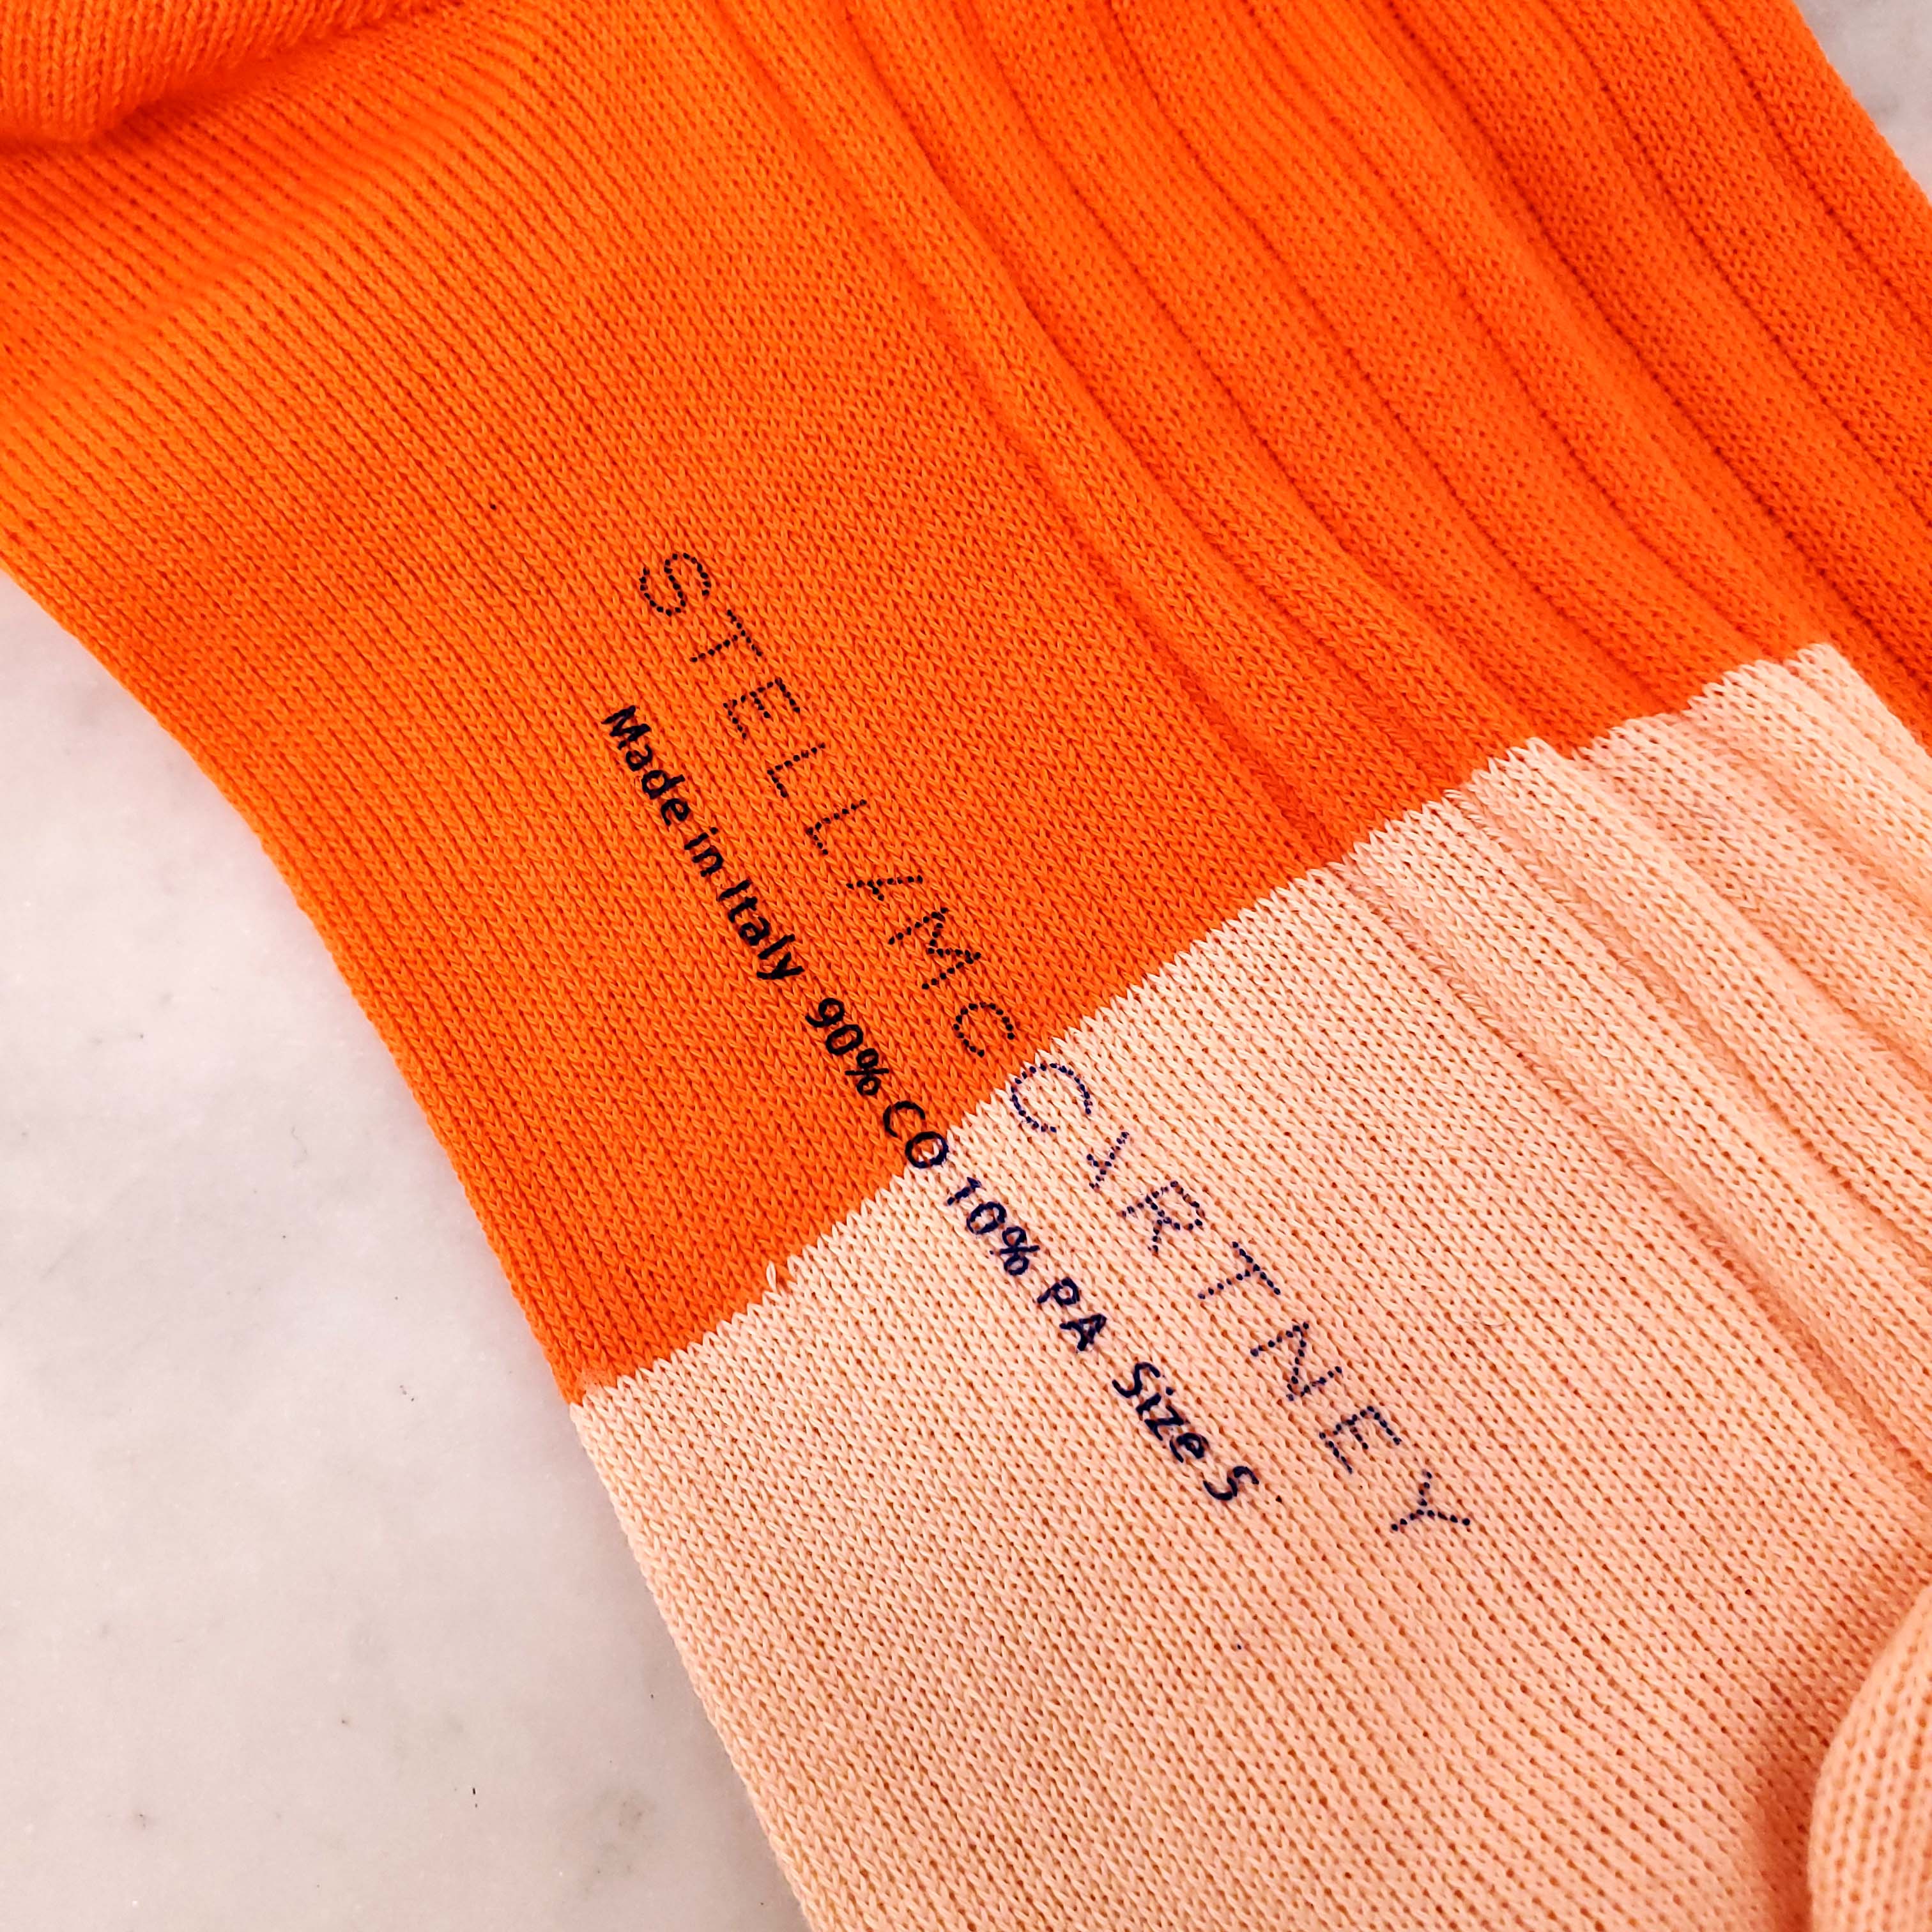 STELLA McCARTNEY
Made in Italy 90% CO 10% PA Size S